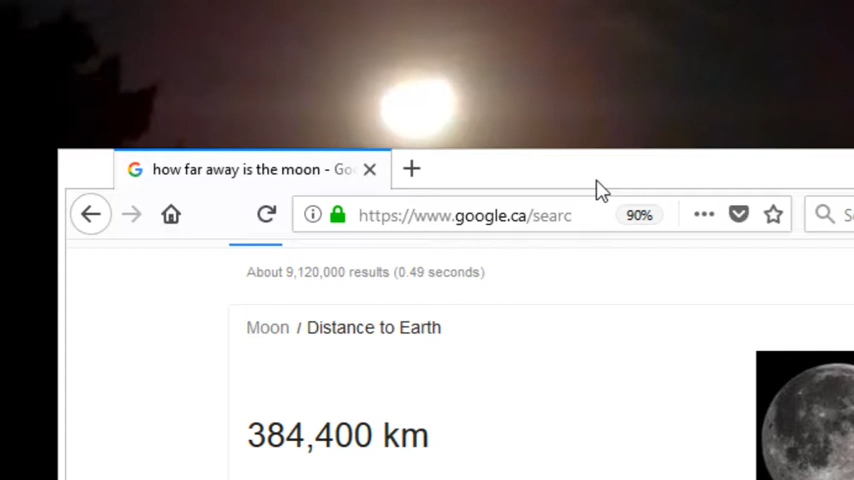 how far away is the moon - Goo
https://www.google.ca/searc
90%
S
About 9,120,000 results (0.49 seconds)
Moon / Distance to Earth
384,400 km